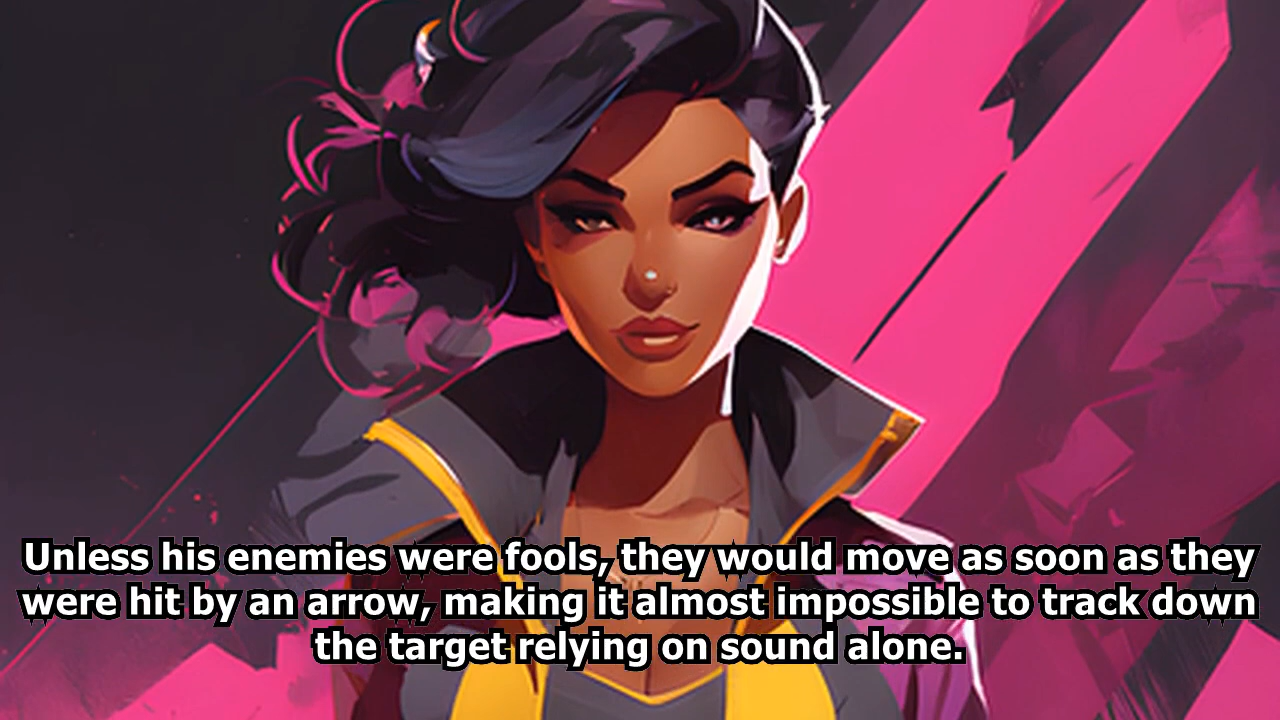 Unless his enemies were fools, they would move as soon as they
were hit by an arrow, making it almost impossible to track down
the target relying on sound alone.